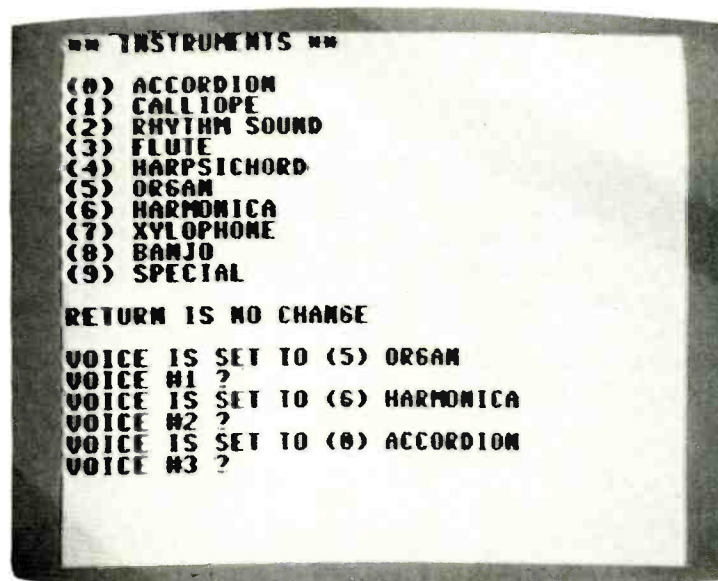 ** INSTRUMENTS **
(0) ACCORDION
(1) CALLIOPE
(2) RHYTHM SOUND
(3) FLUTE
(4) HARPSICHORD
(5) ORGAN
(6) HARMONICA
(7) XYLOPHONE
(8) BANJO
(9) SPECIAL
RETURN IS NO CHANGE
VOICE IS SET TO (5) ORGAN
VOICE #1 ?
VOICE IS SET TO (6) HARMONICA
VOICE #2 ?
VOICE IS SET TO (0) ACCORDION
VOICE #3 ?